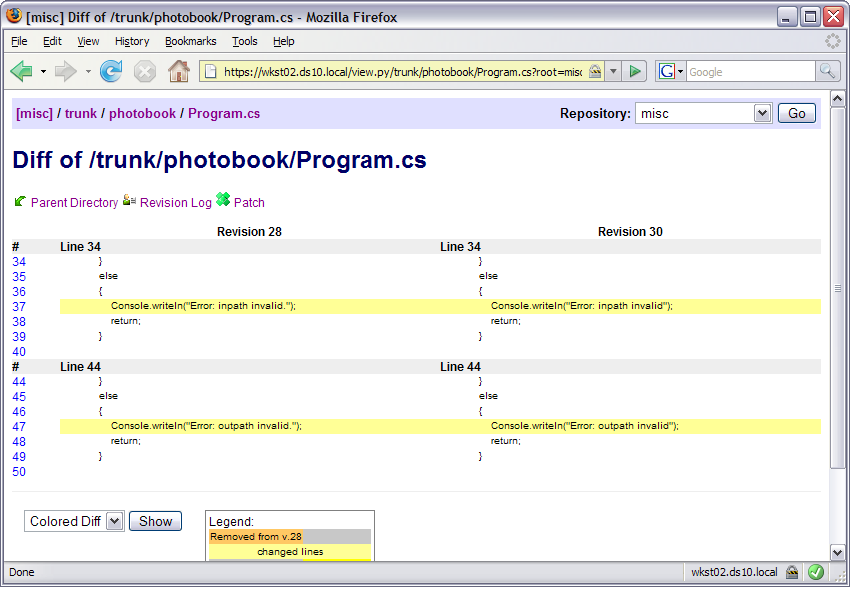 [misc] Diff of /trunk/photobook/Program.cs - Mozilla Firefox
File Edit View History Bookmarks Tools Help
https://wkst02.ds10.local/view.py/trunk/photobook/Program.cs?root=misc
G Google
[misc] / trunk / photobook / Program.cs
Repository: misc Go
Diff of /trunk/photobook/Program.cs
Parent Directory Revision Log Patch
Revision 28 Revision 30
# Line 34 Line 34
34 } }
35 else else
36 { {
37 Console.writeln("Error: inpath invalid."); Console.writeln("Error: inpath invalid");
38 return; return;
39 } }
40
# Line 44 Line 44
44 } }
45 else else
46 { {
47 Console.writeln("Error: outpath invalid."); Console.writeln("Error: outpath invalid");
48 return; return;
49 } }
50
Colored Diff Show
Legend:
Removed from v.28
changed lines
Done wkst02.ds10.local